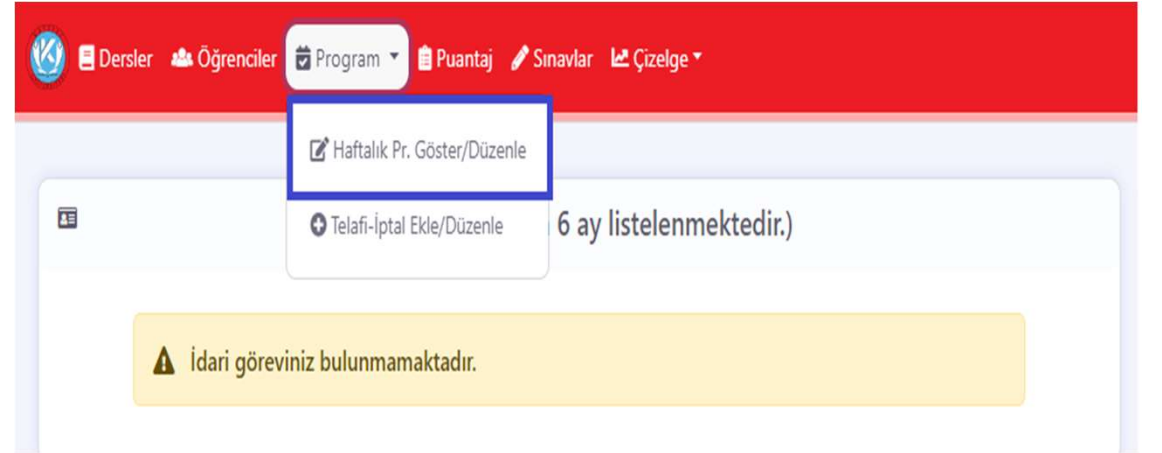 Dersler Öğrenciler Program Puantaj Sınavlar Çizelge
Haftalık Pr. Göster/Düzenle
Telafi-İptal Ekle/Düzenle
6 ay listelenmektedir.)
İdari göreviniz bulunmamaktadır.